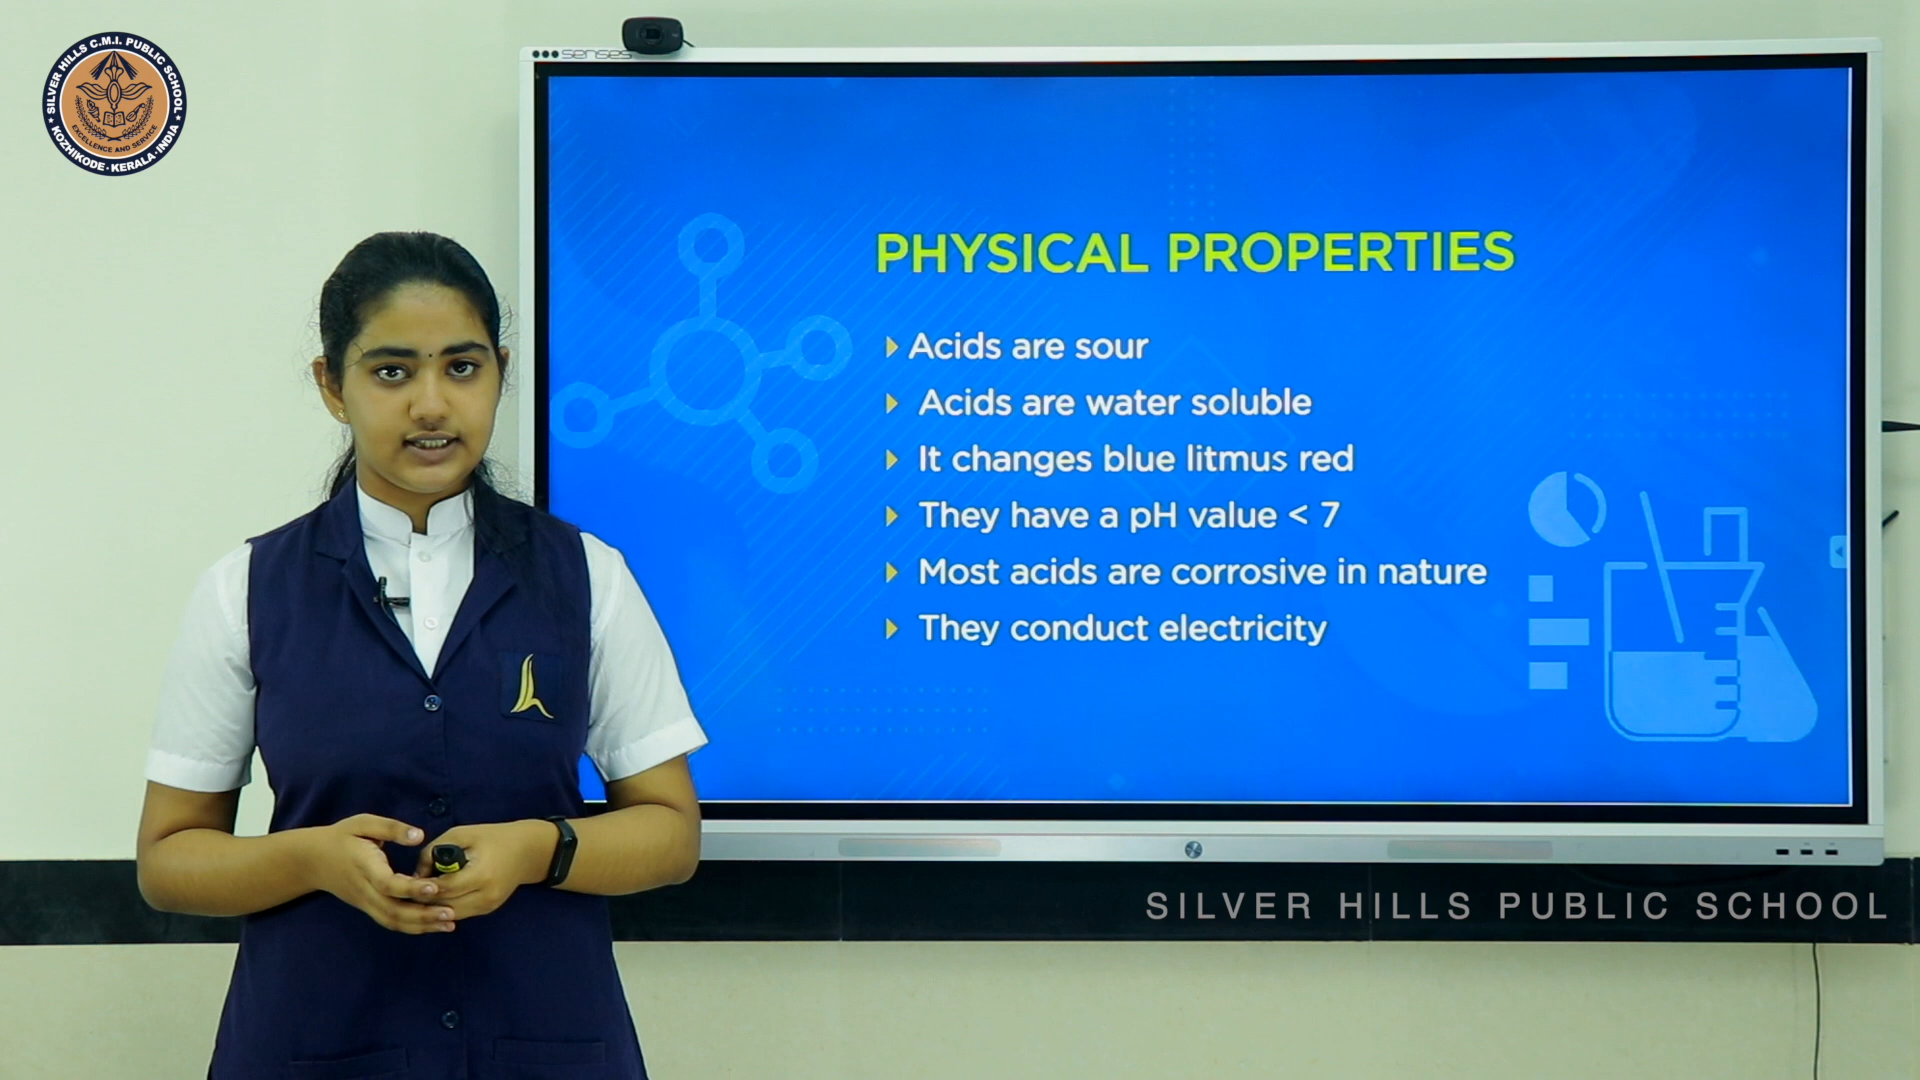 SILVER HILLS C.M.I. PUBLIC SCHOOL
EXCELLENCE AND SERVICE
KOZHIKODE · KERALA · INDIA
senses
PHYSICAL PROPERTIES
Acids are sour
Acids are water soluble
It changes blue litmus red
They have a pH value < 7
Most acids are corrosive in nature
They conduct electricity
SILVER HILLS PUBLIC SCHOOL